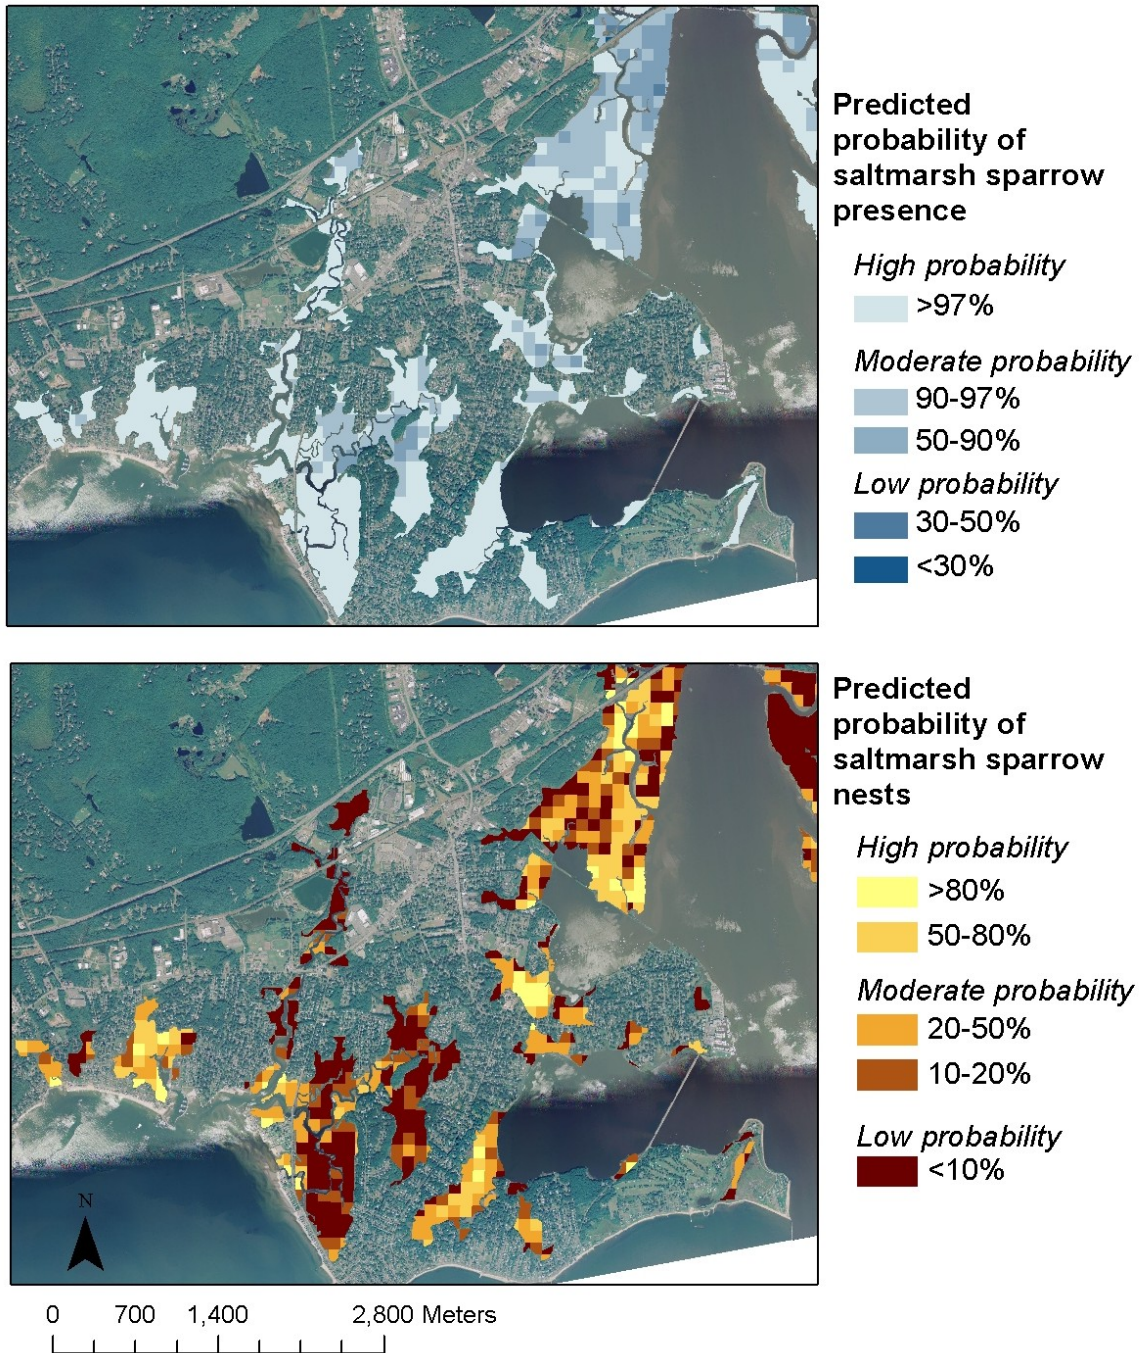 Predicted
probability of
saltmarsh sparrow
presence
High probability
>97%
Moderate probability
90-97%
50-90%
Low probability
30-50%
<30%
Predicted
probability of
saltmarsh sparrow
nests
High probability
>80%
50-80%
Moderate probability
20-50%
10-20%
Low probability
<10%
N
0 700 1,400 2,800 Meters